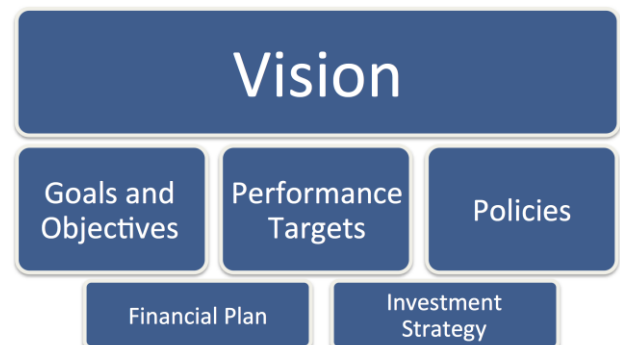 Vision
Goals and
Objectives
Performance
Targets
Policies
Financial Plan
Investment
Strategy